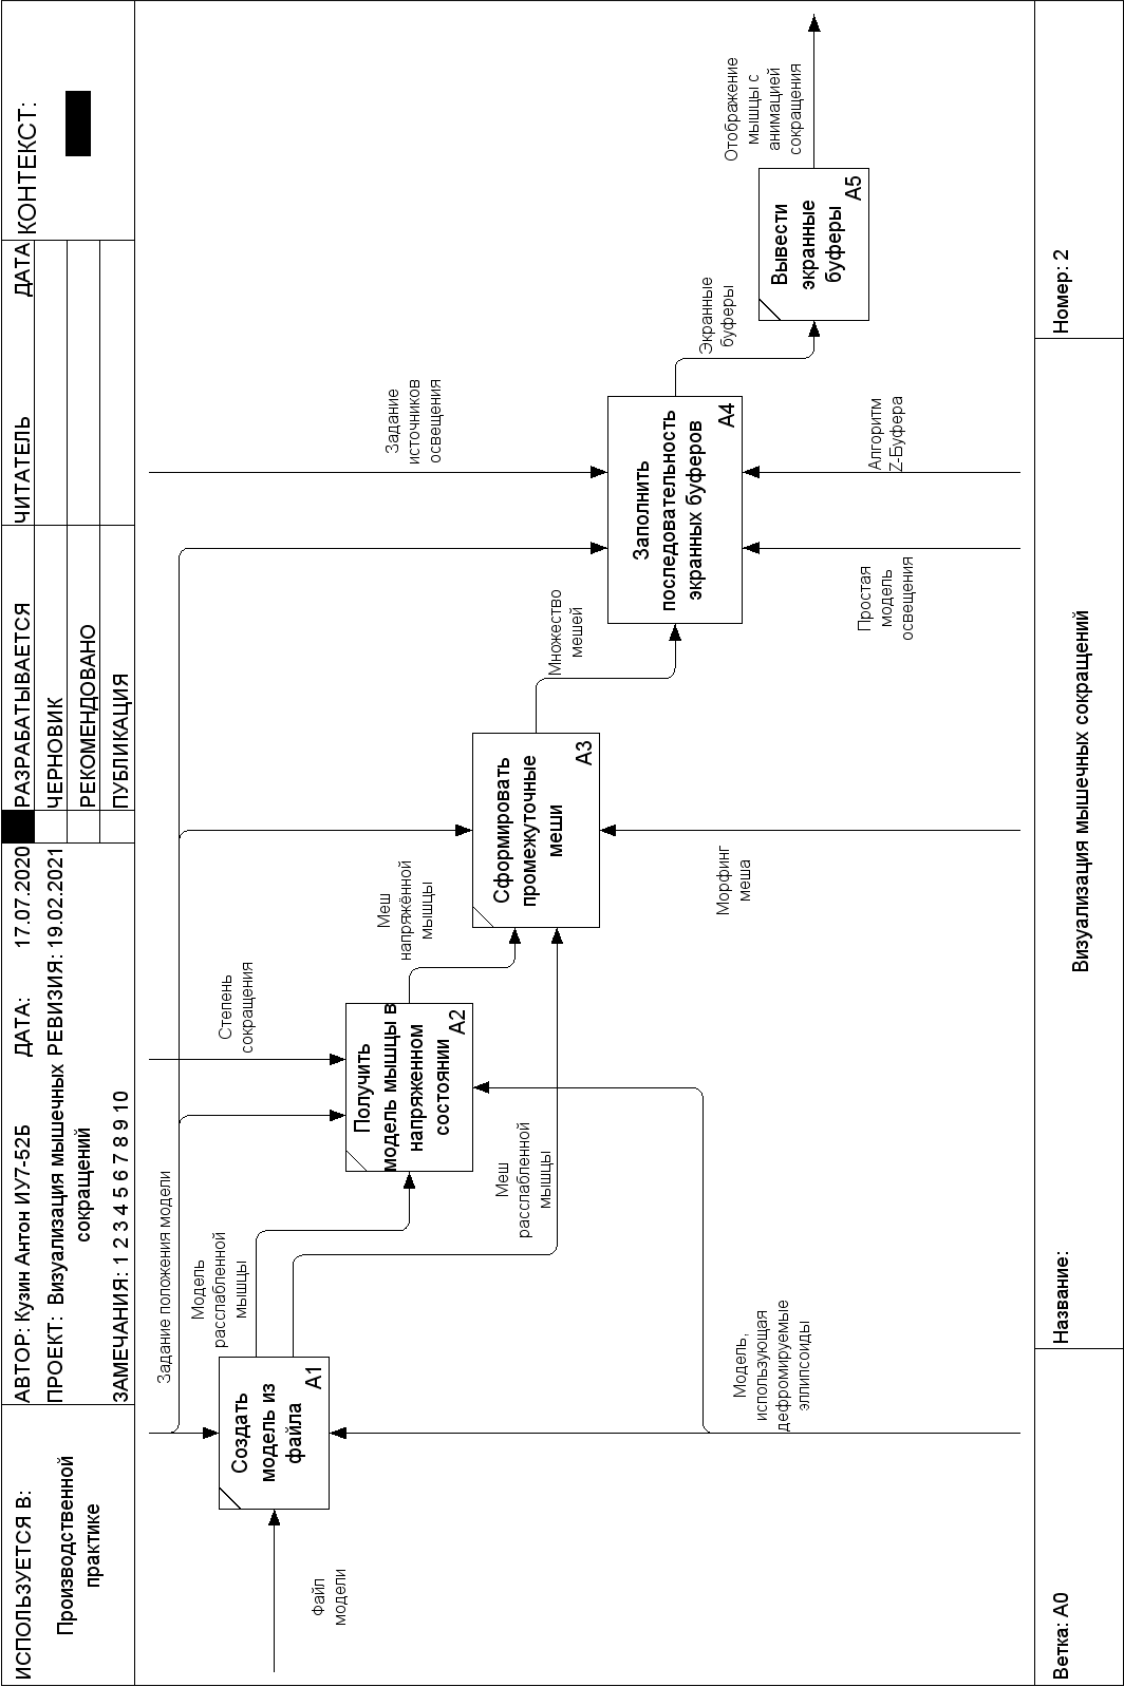 ИСПОЛЬЗУЕТСЯ В:
Производственной
практике
АВТОР: Кузин Антон ИУ7-52Б
ДАТА:
17.07.2020
ПРОЕКТ: Визуализация мышечных
сокращений
РЕВИЗИЯ: 19.02.2021
ЗАМЕЧАНИЯ: 1 2 3 4 5 6 7 8 9 10
РАЗРАБАТЫВАЕТСЯ
ЧЕРНОВИК
РЕКОМЕНДОВАНО
ПУБЛИКАЦИЯ
ЧИТАТЕЛЬ
ДАТА
КОНТЕКСТ:
Задание положения модели
Файл
модели
Создать
модель из
файла
A1
Модель
расслабленной
мышцы
Степень
сокращения
Получить
модель мышцы в
напряженном
состоянии
A2
Меш
расслабленной
мышцы
Модель,
использующая
дефромируемые
эллипсоиды
Меш
напряжённой
мышцы
Сформировать
промежуточные
меши
A3
Морфинг
меша
Множество
мешей
Задание
источников
освещения
Заполнить
последовательность
экранных буферов
A4
Простая
модель
освещения
Алгоритм
Z-Буфера
Экранные
буферы
Вывести
экранные
буферы
A5
Отображение
мышцы с
анимацией
сокращения
Ветка: A0
Название:
Визуализация мышечных сокращений
Номер: 2